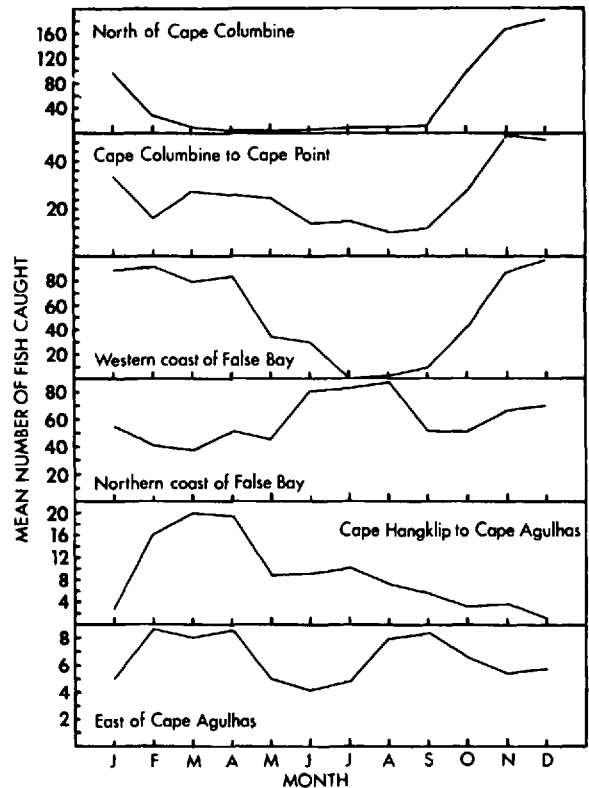 MEAN NUMBER OF FISH CAUGHT
North of Cape Columbine
160
120
80
40
Cape Columbine to Cape Point
40
20
80
60
40
20
Western coast of False Bay
80
60
40
20
Northern coast of False Bay
20
16
12
8
4
Cape Hangklip to Cape Agulhas
8
6
4
2
East of Cape Agulhas
J F M A M J J A S O N D
MONTH